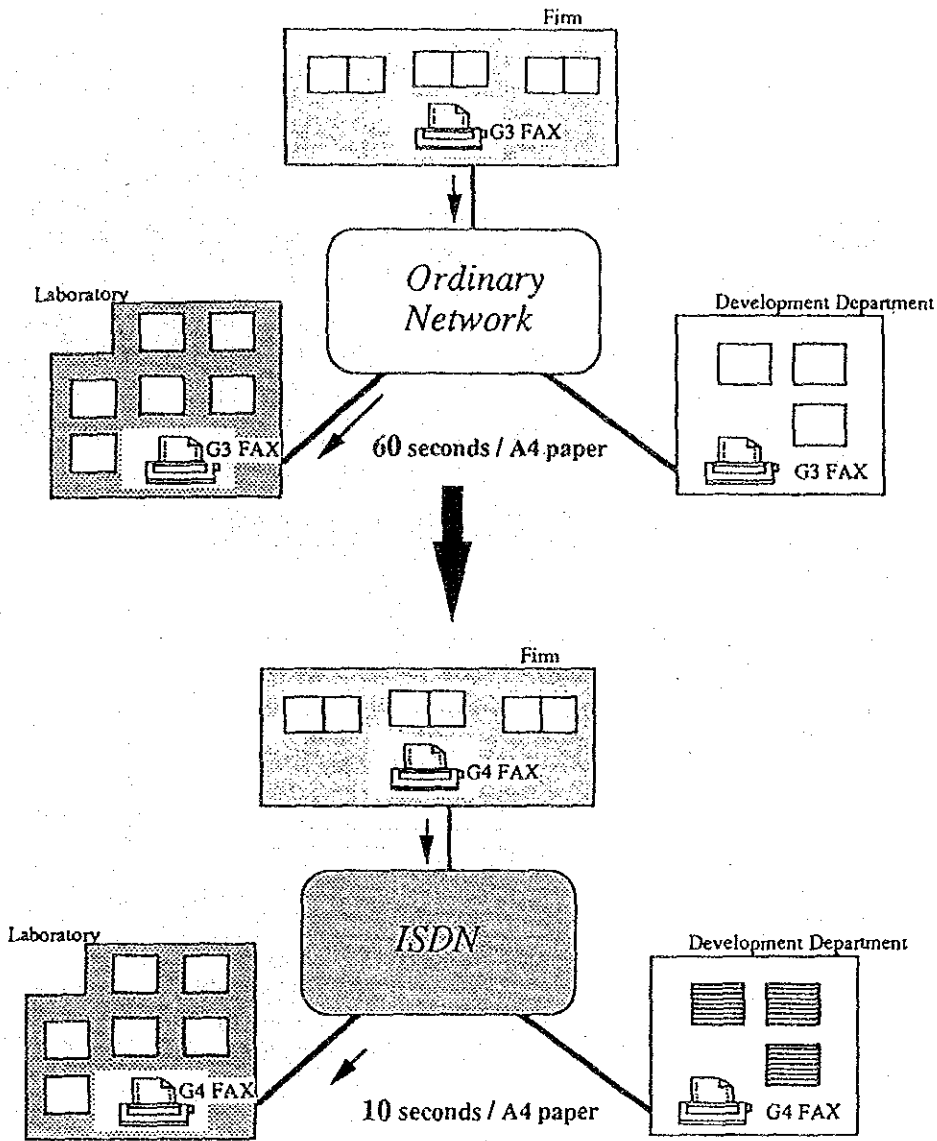 Firm
G3 FAX
Ordinary
Network
Laboratory
Development Department
G3 FAX
60 seconds / A4 paper
G3 FAX
Firm
G4 FAX
ISDN
Laboratory
Development Department
G4 FAX
10 seconds / A4 paper
G4 FAX